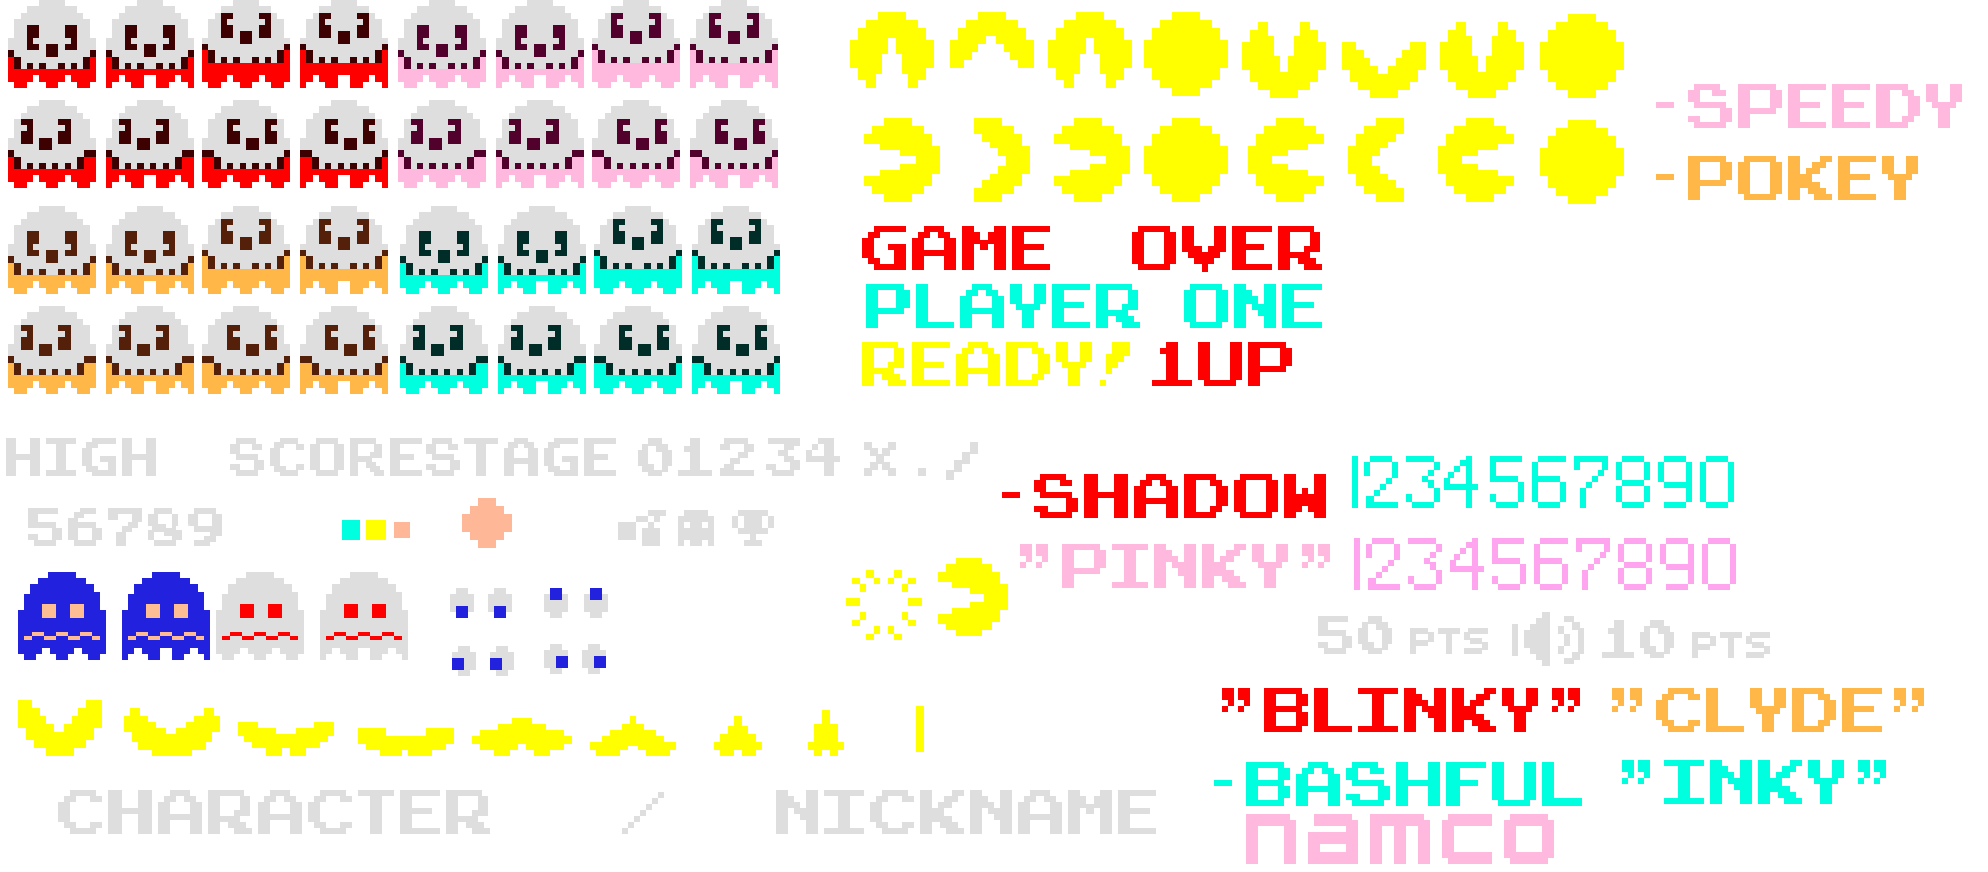 -SPEEDY
-POKEY
GAME OVER
PLAYER ONE
READY! 1UP
HIGH SCORESTAGE 01234 X . /
-SHADOW 1234567890
56789
"PINKY" 1234567890
50 PTS 10 PTS
"BLINKY" "CLYDE"
-BASHFUL "INKY"
CHARACTER / NICKNAME
namco